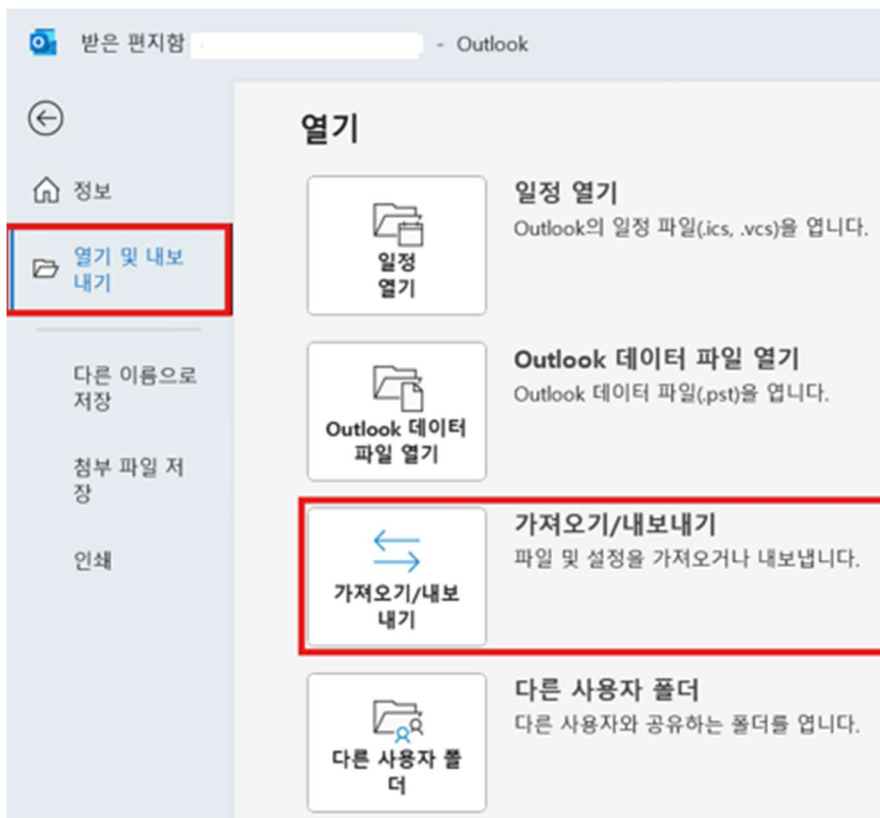 받은 편지함 - Outlook
열기
정보
열기 및 내보
내기
다른 이름으로
저장
첨부 파일 저
장
인쇄
일정
열기
일정 열기
Outlook의 일정 파일(.ics, .vcs)을 엽니다.
Outlook 데이터
파일 열기
Outlook 데이터 파일 열기
Outlook 데이터 파일(.pst)을 엽니다.
가져오기/내보
내기
가져오기/내보내기
파일 및 설정을 가져오거나 내보냅니다.
다른 사용자 폴
더
다른 사용자 폴더
다른 사용자와 공유하는 폴더를 엽니다.